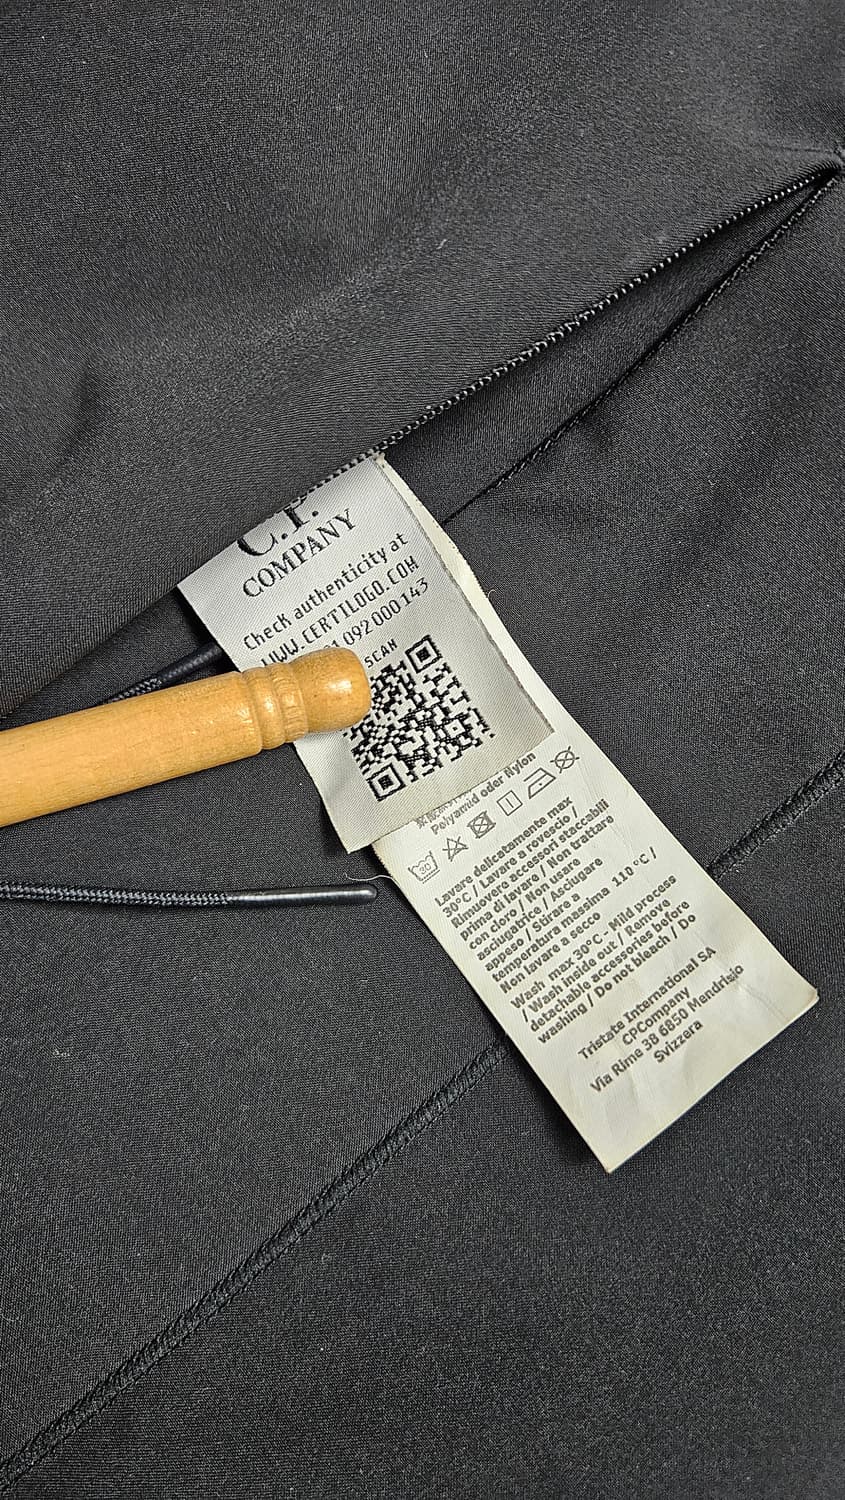 C.P.
COMPANY
Check authenticity at
WWW.CERTILOGO.COM
092 000 143
SCAN
Polyamid oder Nylon
30
Lavare delicatamente max
30°C / Lavare a rovescio /
Rimuovere accessori staccabili
prima di lavare / Non trattare
con cloro / Non usare
asciugatrice / Asciugare
appeso / Stirare a
temperatura massima 110 °C /
Non lavare a secco
Wash max 30°C. Mild process
/ Wash inside out / Remove
detachable accessories before
washing / Do not bleach / Do
Tristate International SA
CPCompany
Via Rime 38 6850 Mendrisio
Svizzera